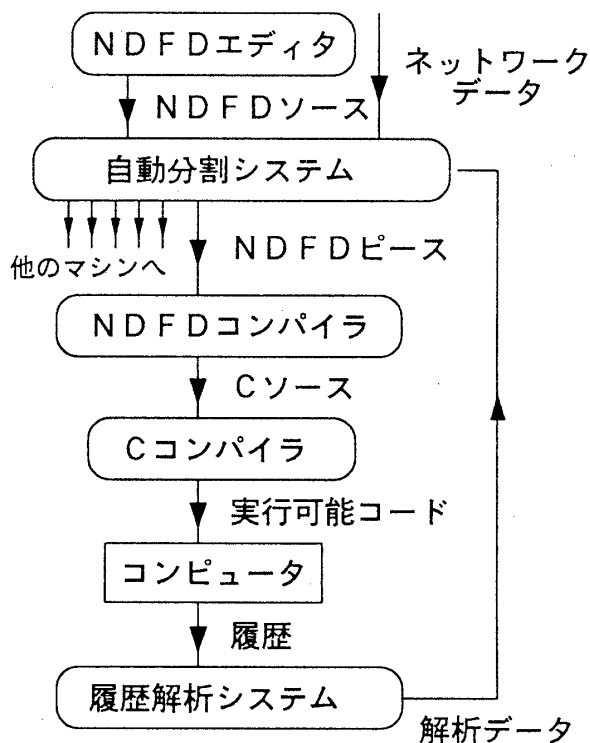 NDFDエディタ
ネットワーク
データ
NDFDソース
自動分割システム
他のマシンへ
NDFDピース
NDFDコンパイラ
Cソース
Cコンパイラ
実行可能コード
コンピュータ
履歴
履歴解析システム
解析データ